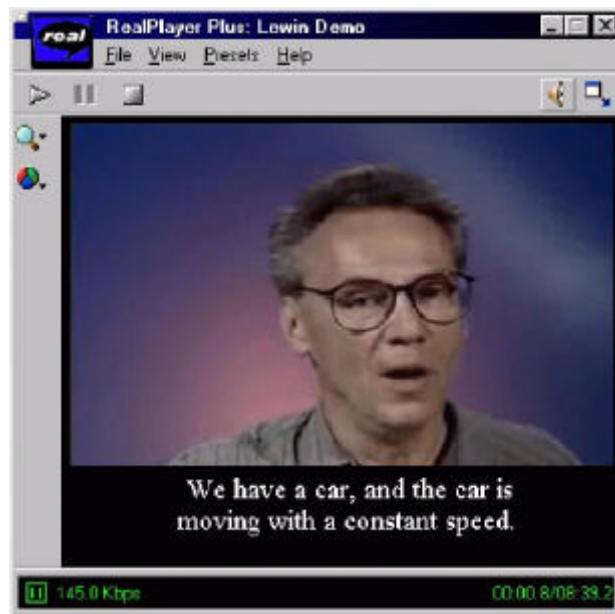 real
RealPlayer Plus: Lewin Demo
File View Presets Help
We have a car, and the car is
moving with a constant speed.
145.0 Kbps 00:00.8/08:39.2